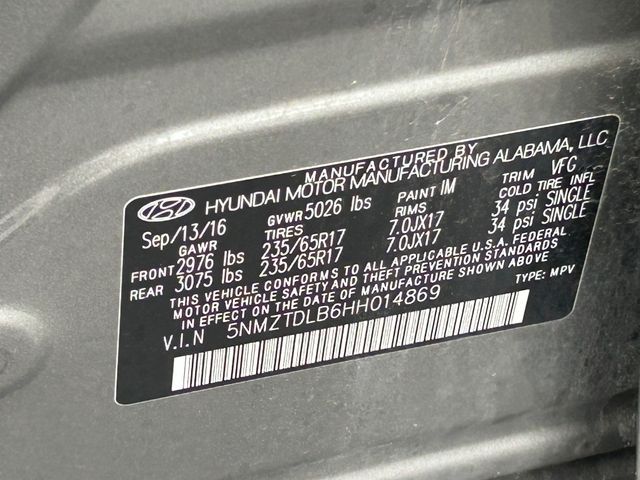 MANUFACTURED BY
HYUNDAI MOTOR MANUFACTURING ALABAMA, LLC
Sep/13/16 GVWR 5026 lbs PAINT IM TRIM VFG
GAWR TIRES RIMS COLD TIRE INFL
FRONT 2976 lbs 235/65R17 7.0JX17 34 psi SINGLE
REAR 3075 lbs 235/65R17 7.0JX17 34 psi SINGLE
THIS VEHICLE CONFORMS TO ALL APPLICABLE U.S.A. FEDERAL
MOTOR VEHICLE SAFETY AND THEFT PREVENTION STANDARDS
IN EFFECT ON THE DATE OF MANUFACTURE SHOWN ABOVE
V.I.N 5NMZTDLB6HH014869 TYPE: MPV